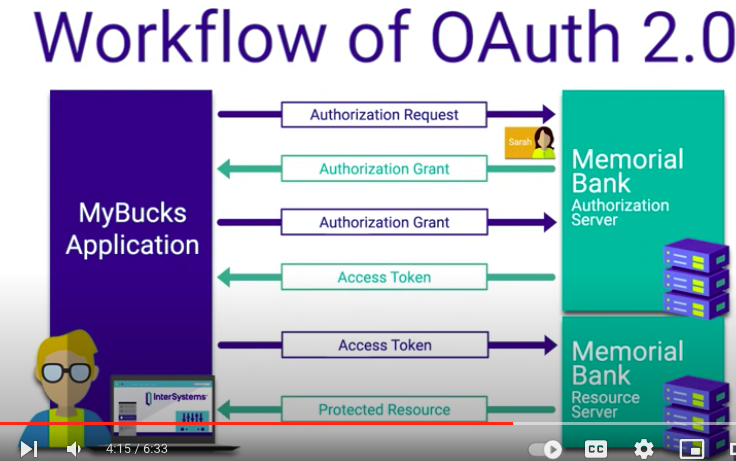 Workflow of OAuth 2.0
Authorization Request
Sarah
Authorization Grant
Memorial
Bank
Authorization
Server
MyBucks
Application
Authorization Grant
Access Token
Access Token
Memorial
Bank
Resource
Server
InterSystems
Protected Resource
4:15 / 6:33
CC